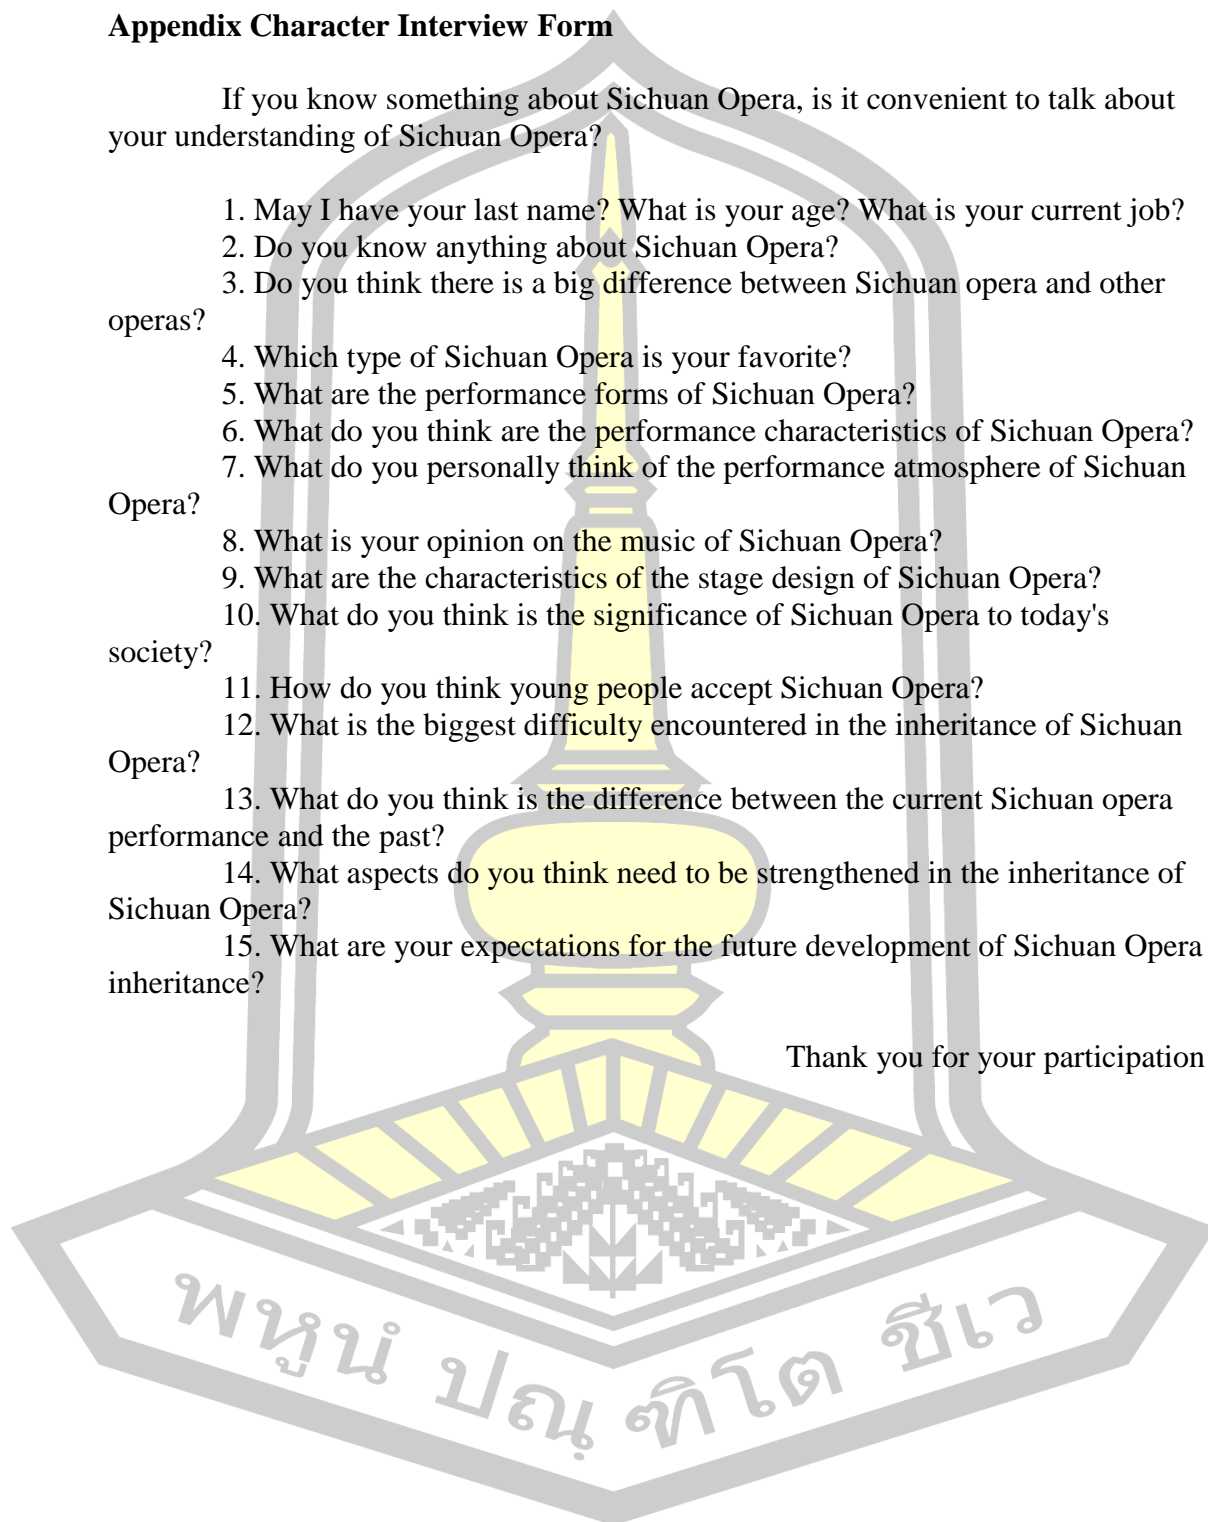 Appendix Character Interview Form
If you know something about Sichuan Opera, is it convenient to talk about
your understanding of Sichuan Opera?
1. May I have your last name? What is your age? What is your current job?
2. Do you know anything about Sichuan Opera?
3. Do you think there is a big difference between Sichuan opera and other
operas?
4. Which type of Sichuan Opera is your favorite?
5. What are the performance forms of Sichuan Opera?
6. What do you think are the performance characteristics of Sichuan Opera?
7. What do you personally think of the performance atmosphere of Sichuan
Opera?
8. What is your opinion on the music of Sichuan Opera?
9. What are the characteristics of the stage design of Sichuan Opera?
10. What do you think is the significance of Sichuan Opera to today's
society?
11. How do you think young people accept Sichuan Opera?
12. What is the biggest difficulty encountered in the inheritance of Sichuan
Opera?
13. What do you think is the difference between the current Sichuan opera
performance and the past?
14. What aspects do you think need to be strengthened in the inheritance of
Sichuan Opera?
15. What are your expectations for the future development of Sichuan Opera
inheritance?
Thank you for your participation
พหูนํ ปณฺฑิโต ชีเว